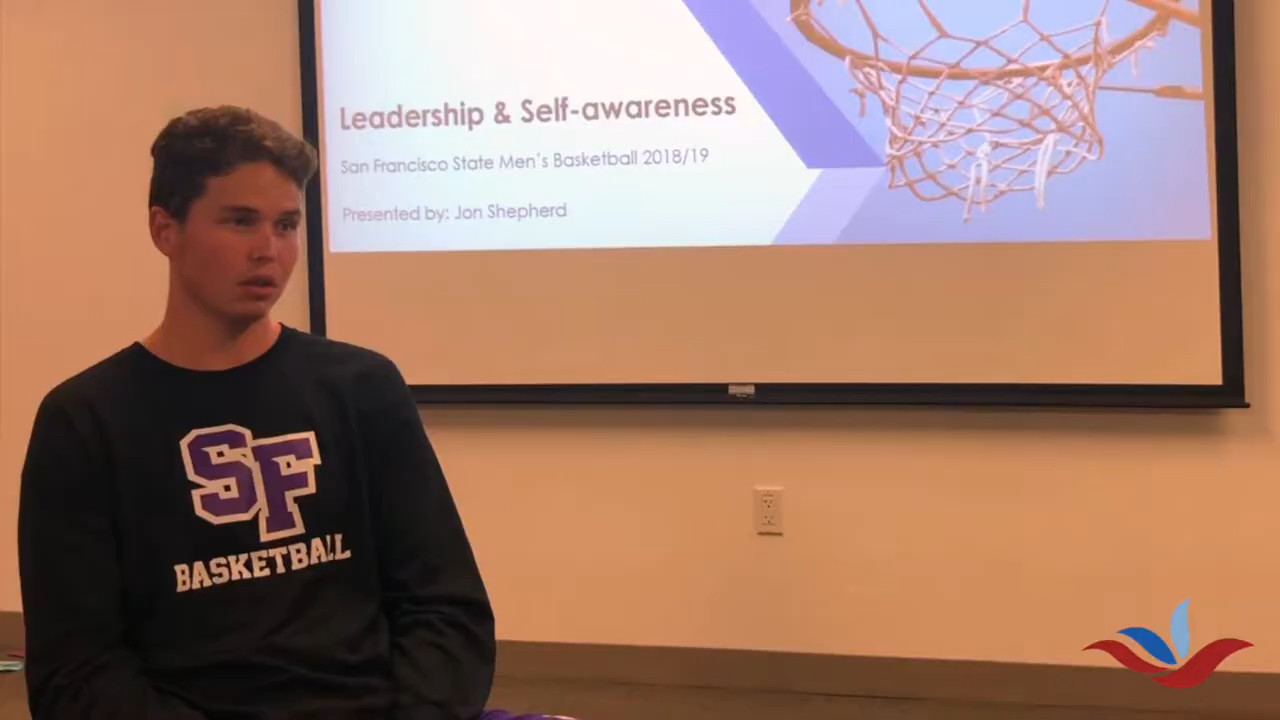 Leadership & Self-awareness
San Francisco State Men's Basketball 2018/19
Presented by: Jon Shepherd
SF
BASKETBALL